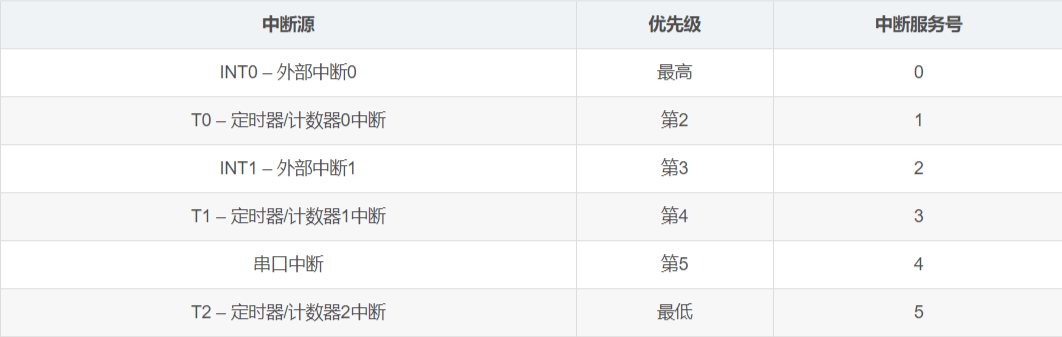 中断源 优先级 中断服务号
INT0 – 外部中断0 最高 0
T0 – 定时器/计数器0中断 第2 1
INT1 – 外部中断1 第3 2
T1 – 定时器/计数器1中断 第4 3
串口中断 第5 4
T2 – 定时器/计数器2中断 最低 5